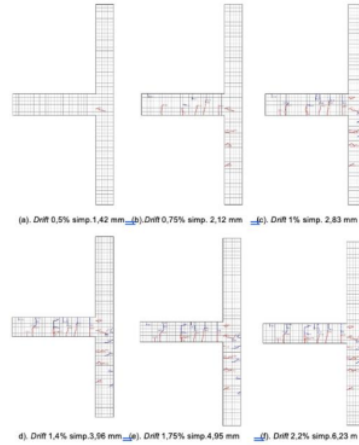 (a). Drift 0,5% simp.1,42 mm (b).Drift 0,75% simp. 2,12 mm (c). Drift 1% simp. 2,83 mm
d). Drift 1,4% simp.3,96 mm (e). Drift 1,75% simp.4,95 mm (f). Drift 2,2% simp.6,23 m